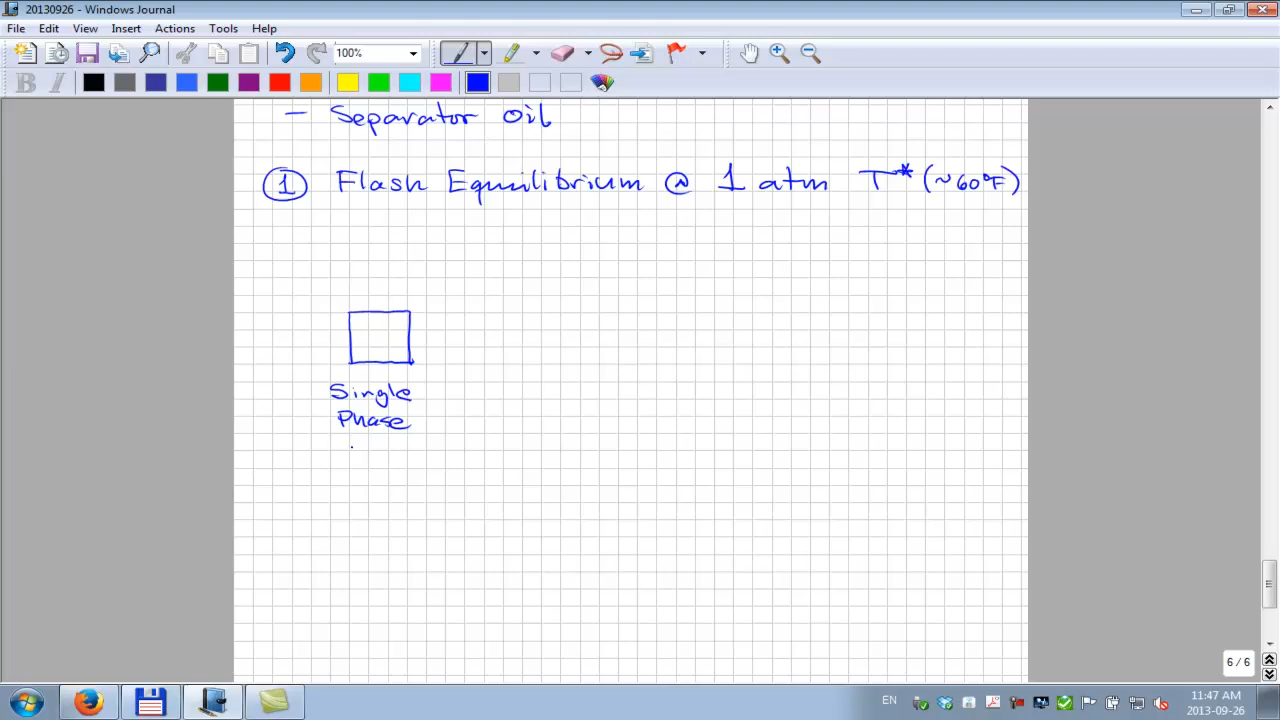 20130926 - Windows Journal
File Edit View Insert Actions Tools Help
100%
B I
— Separator Oil
① Flash Equilibrium @ 1 atm T* (~60°F)
Single
Phase
6 / 6
EN
11:47 AM
2013-09-26